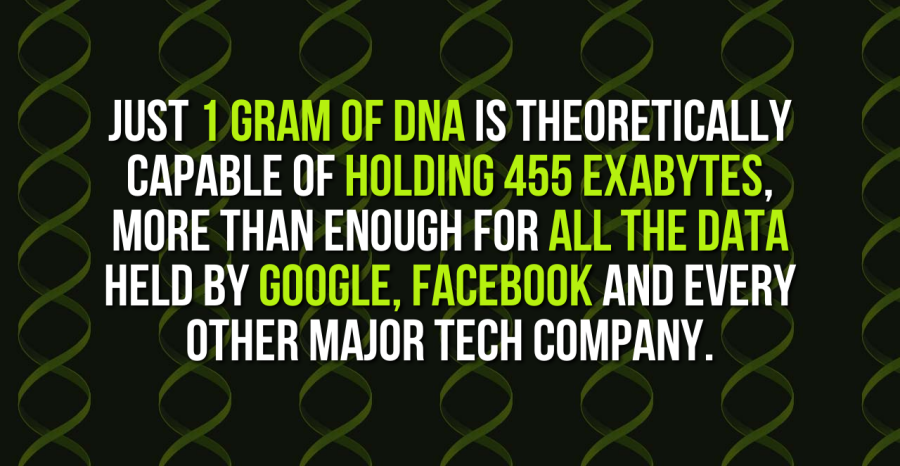 JUST 1 GRAM OF DNA IS THEORETICALLY
CAPABLE OF HOLDING 455 EXABYTES,
MORE THAN ENOUGH FOR ALL THE DATA
HELD BY GOOGLE, FACEBOOK AND EVERY
OTHER MAJOR TECH COMPANY.